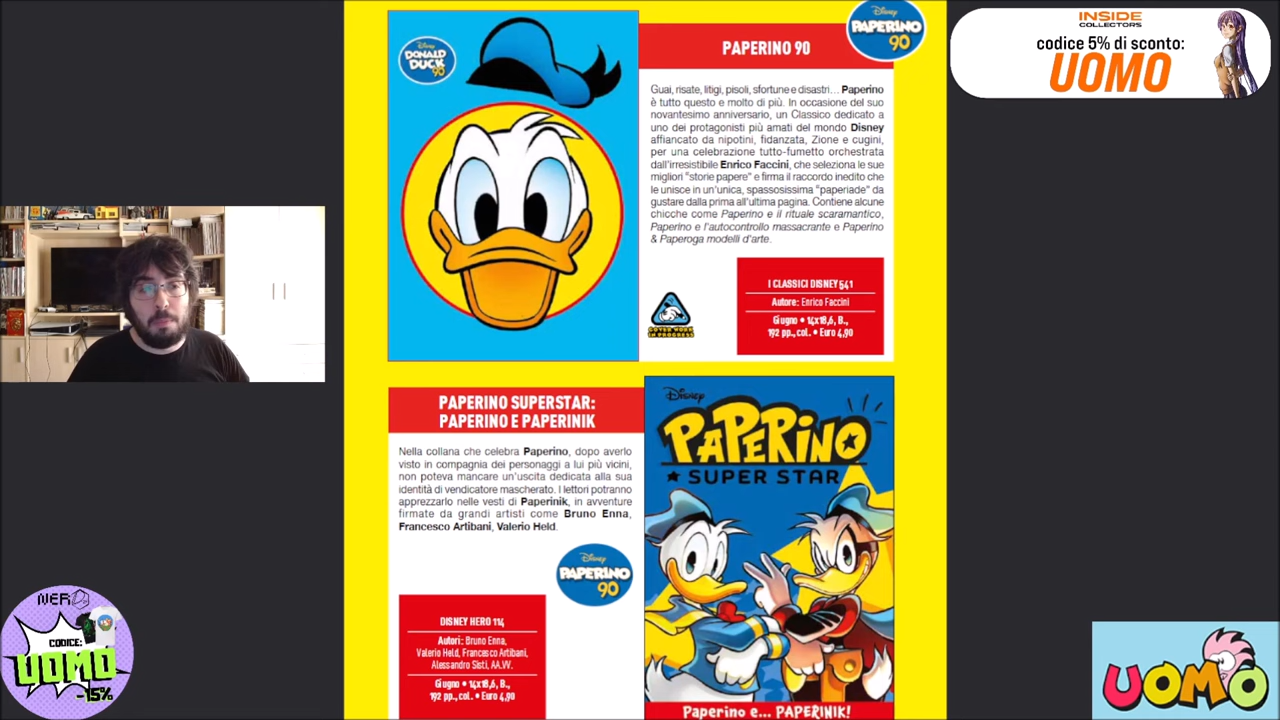 Disney
DONALD
DUCK
90
PAPERINO 90
Disney
PAPERINO
90
Guai, risate, litigi, pisoli, sfortune e disastri... Paperino
è tutto questo e molto di più. In occasione del suo
novantesimo anniversario, un Classico dedicato a
uno dei protagonisti più amati del mondo Disney
affiancato da nipotini, fidanzata, Zione e cugini,
per una celebrazione tutto-fumetto orchestrata
dall'irresistibile Enrico Faccini, che seleziona le sue
migliori "storie papere" e firma il raccordo inedito che
le unisce in un'unica, spassosissima "paperiade" da
gustare dalla prima all'ultima pagina. Contiene alcune
chicche come Paperino e il rituale scaramantico,
Paperino e l'autocontrollo massacrante e Paperino
& Paperoga modelli d'arte.
COVER WORK
IN PROGRESS
I CLASSICI DISNEY 541
Autore: Enrico Faccini
Giugno • 14x18,6, B.,
192 pp., col. • Euro 4,90
INSIDE
COLLECTORS
codice 5% di sconto:
UOMO
PAPERINO SUPERSTAR:
PAPERINO E PAPERINIK
Nella collana che celebra Paperino, dopo averlo
visto in compagnia dei personaggi a lui più vicini,
non poteva mancare un'uscita dedicata alla sua
identità di vendicatore mascherato. I lettori potranno
apprezzarlo nelle vesti di Paperinik, in avventure
firmate da grandi artisti come Bruno Enna,
Francesco Artibani, Valerio Held.
Disney
PAPERINO
90
DISNEY HERO 114
Autori: Bruno Enna,
Valerio Held, Francesco Artibani,
Alessandro Sisti, AA.VV.
Giugno • 14x18,6, B.,
192 pp., col. • Euro 4,90
Disney
PAPERINO
SUPER STAR
Paperino e... PAPERINIK!
NERD
CODICE:
UOMO
-15%
UOMO